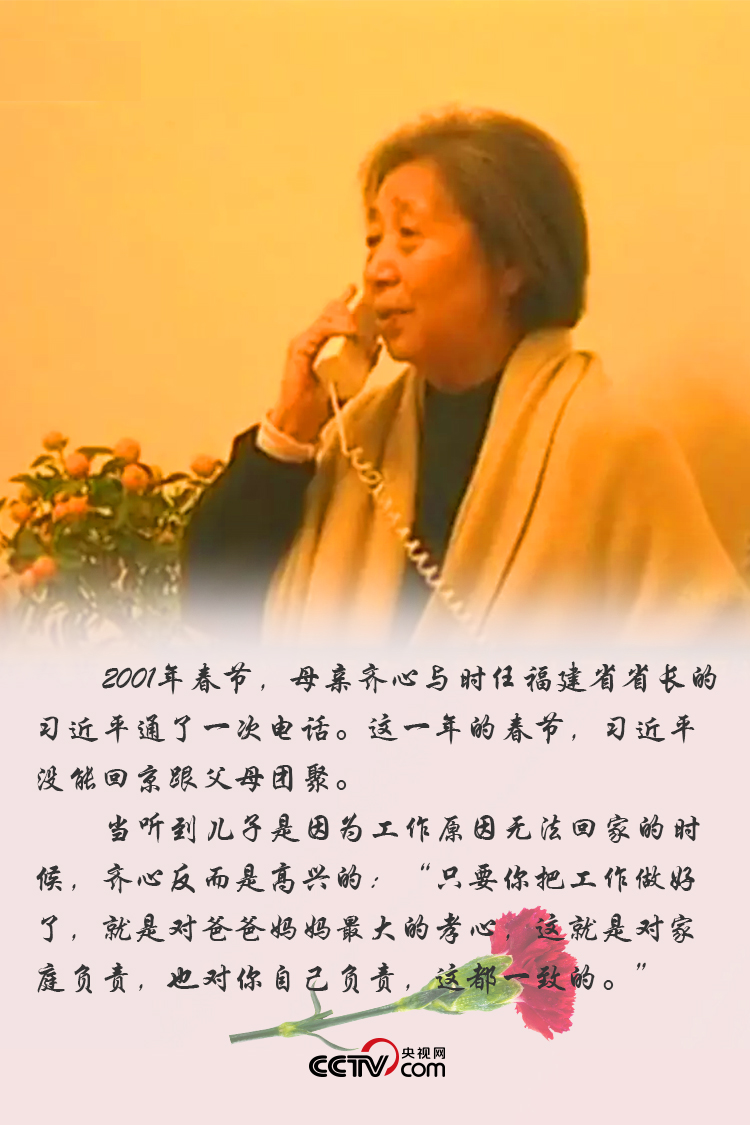 2001年春节，母亲齐心与时任福建省省长的
习近平通了一次电话。这一年的春节，习近平
没能回京跟父母团聚。
当听到儿子是因为工作原因无法回家的时
候，齐心反而是高兴的：“只要你把工作做好
了，就是对爸爸妈妈最大的孝心，这就是对家
庭负责，也对你自己负责，这都一致的。”
CCTV 央视网
com